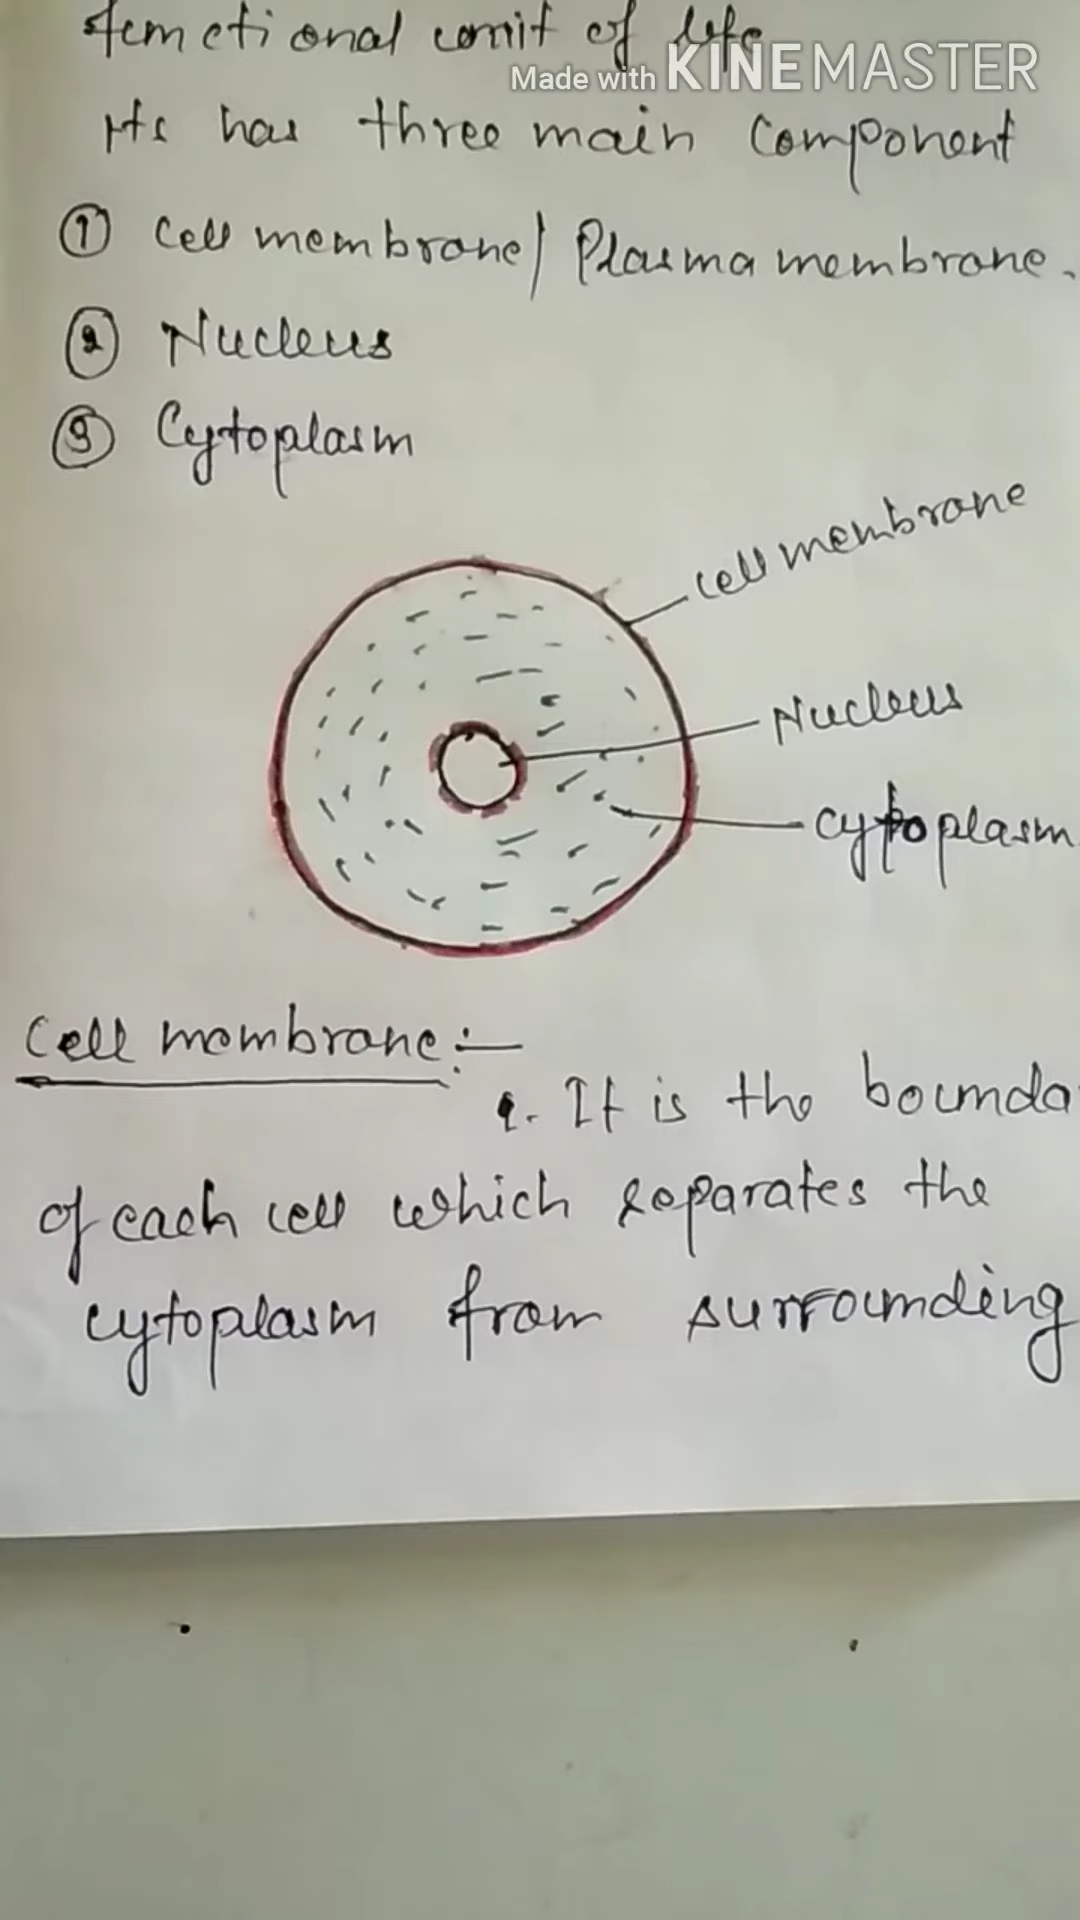 functional unit of life
Made with KINEMASTER
Its has three main component
① Cell membrane/Plasma membrane.
② Nucleus
③ Cytoplasm
cell membrane
Nucleus
cytoplasm
Cell membrane:-
1. It is the bounda
of each cell which separates the
cytoplasm from surrounding